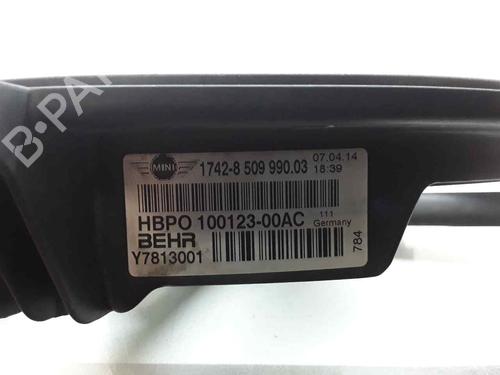 B-PARTS
MINI 1742-8 509 990.03 07.04.14
18:39
HBPO 100123-00AC 111
Germany
BEHR
Y7813001
784